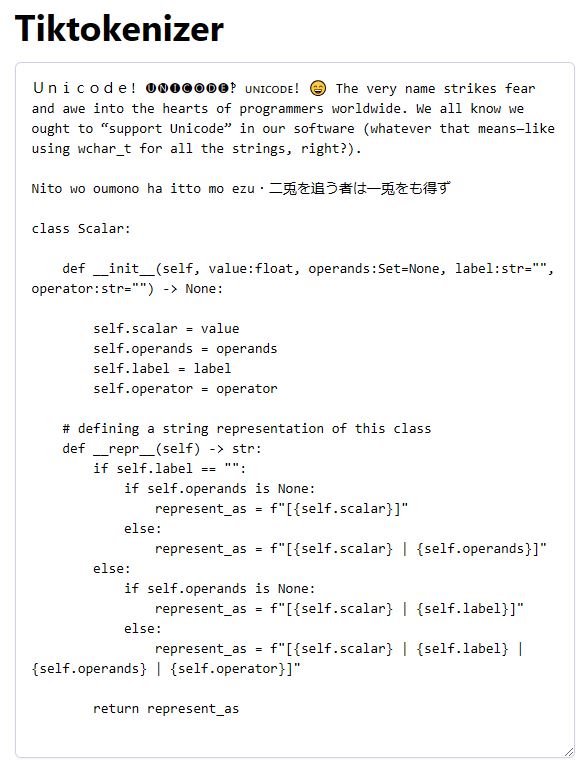 Tiktokenizer
Ｕｎｉｃｏｄｅ! 🅤🅝🅘🅒🅞🅓🅔‽ ᴜɴɪᴄᴏᴅᴇ! 😄 The very name strikes fear
and awe into the hearts of programmers worldwide. We all know we
ought to “support Unicode” in our software (whatever that means—like
using wchar_t for all the strings, right?).

Nito wo oumono ha itto mo ezu・二兎を追う者は一兎をも得ず

class Scalar:

    def __init__(self, value:float, operands:Set=None, label:str="",
operator:str="") -> None:

        self.scalar = value
        self.operands = operands
        self.label = label
        self.operator = operator

    # defining a string representation of this class
    def __repr__(self) -> str:
        if self.label == "":
            if self.operands is None:
                represent_as = f"[{self.scalar}]"
            else:
                represent_as = f"[{self.scalar} | {self.operands}]"
        else:
            if self.operands is None:
                represent_as = f"[{self.scalar} | {self.label}]"
            else:
                represent_as = f"[{self.scalar} | {self.label} |
{self.operands} | {self.operator}]"

        return represent_as